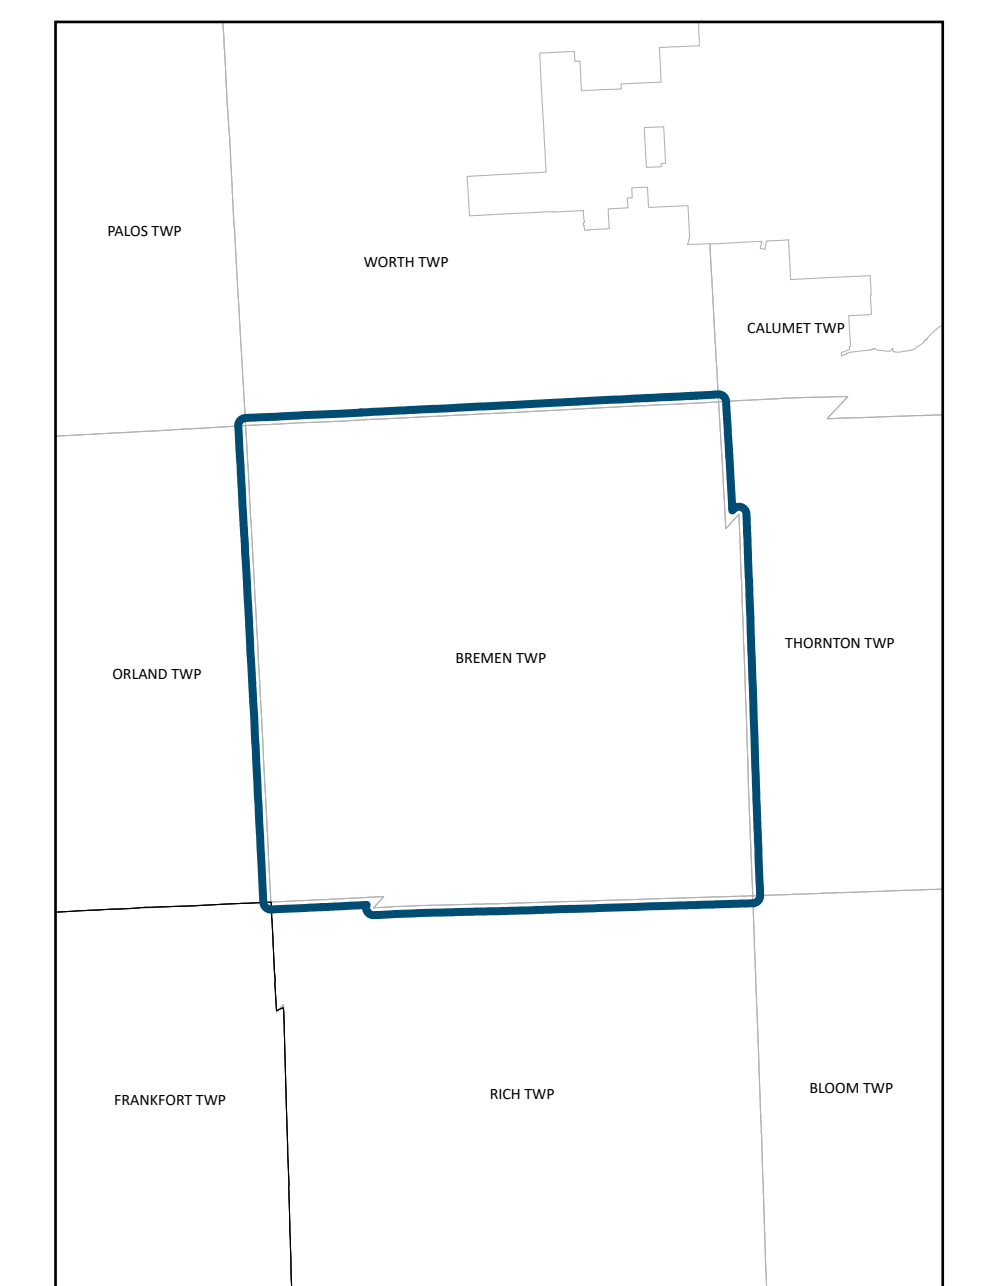 PALOS TWP
WORTH TWP
CALUMET TWP
THORNTON TWP
BREMEN TWP
ORLAND TWP
FRANKFORT TWP
RICH TWP
BLOOM TWP